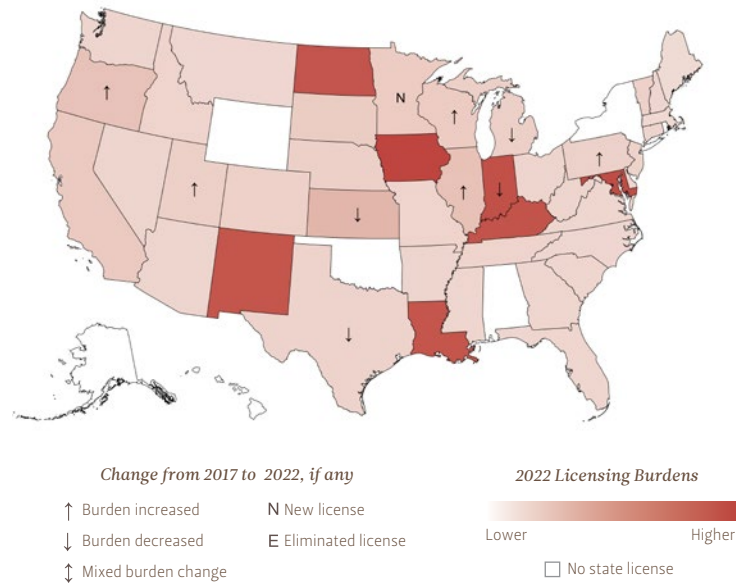 N
↑
↑
↓
↑
↑
↑
↓
↓
↓
Change from 2017 to 2022, if any
2022 Licensing Burdens
↑ Burden increased
N New license
Lower
Higher
↓ Burden decreased
E Eliminated license
↕ Mixed burden change
No state license